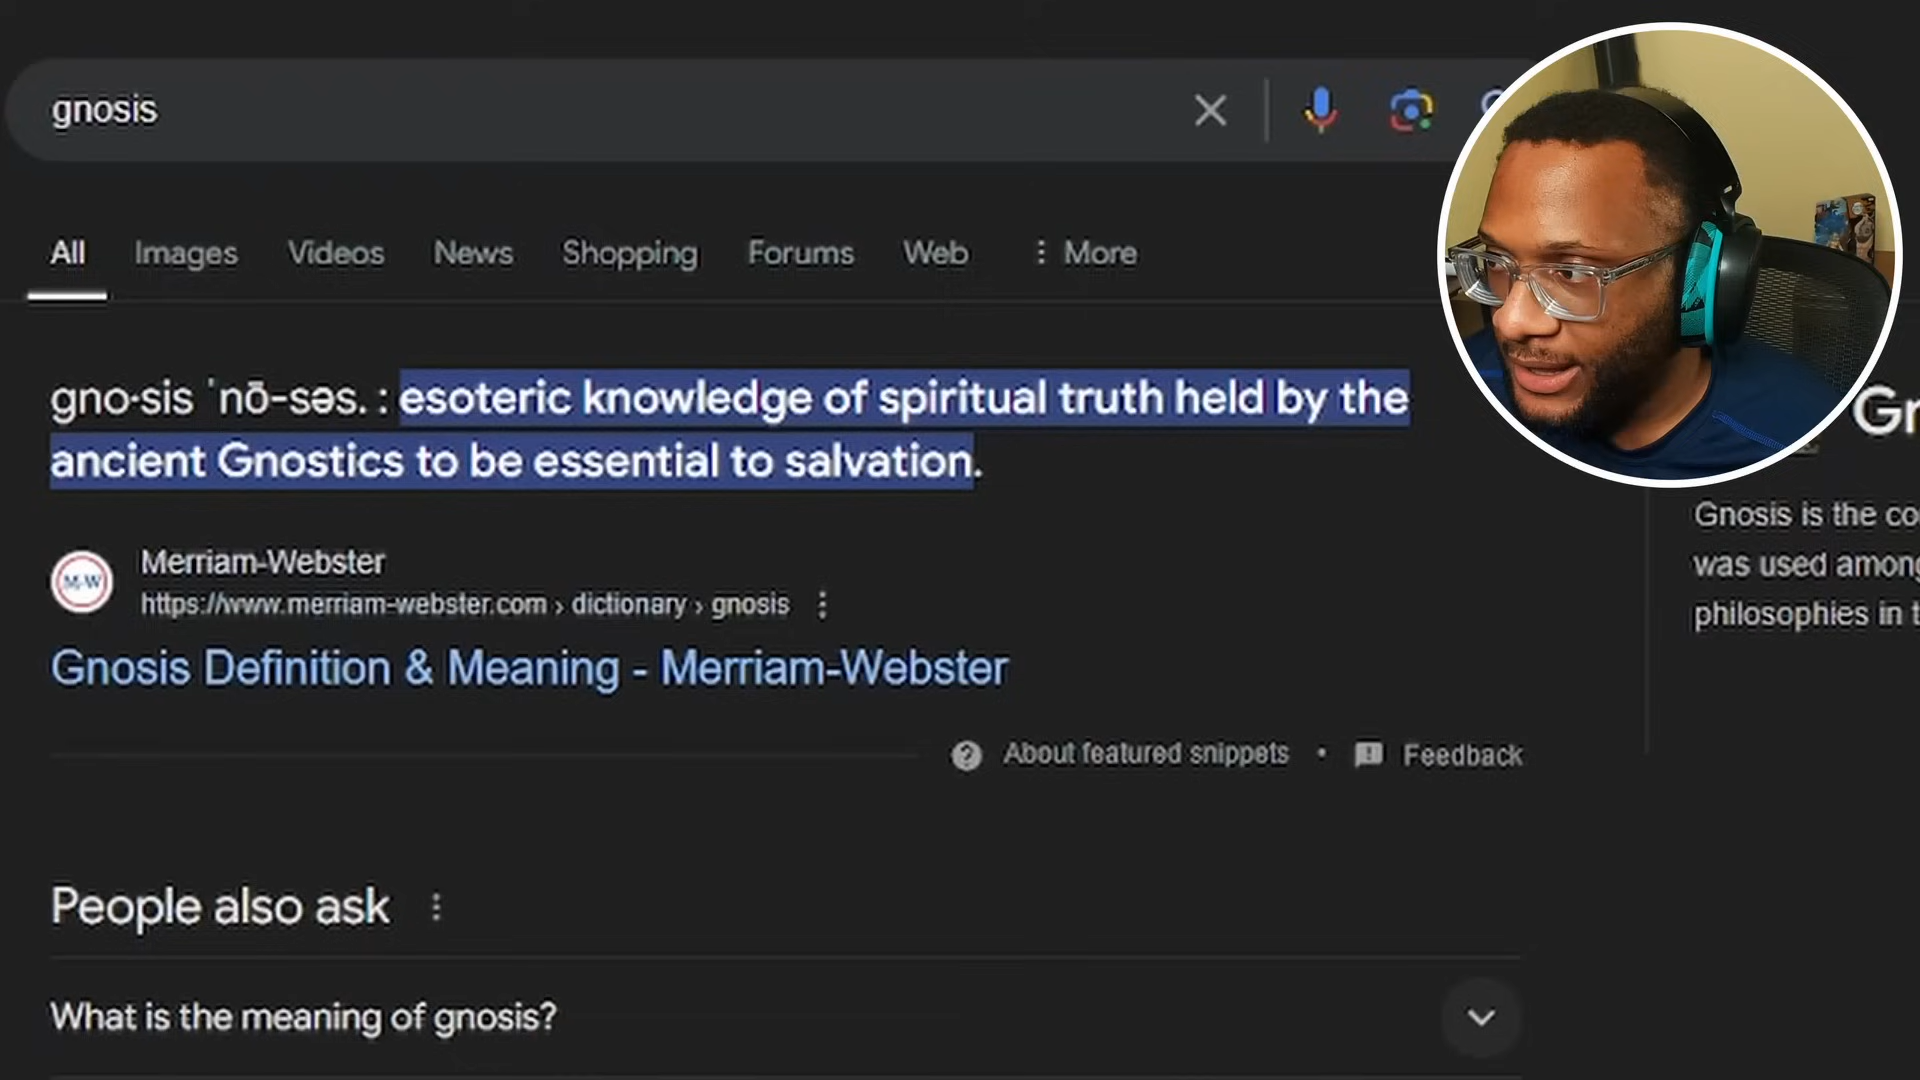 gnosis
All Images Videos News Shopping Forums Web More
gno·sis ˈnō-səs. : esoteric knowledge of spiritual truth held by the
ancient Gnostics to be essential to salvation.
M-W
Merriam-Webster
https://www.merriam-webster.com › dictionary › gnosis
Gnosis Definition & Meaning - Merriam-Webster
About featured snippets • Feedback
People also ask
What is the meaning of gnosis?
Gnosis is the
was used
philosophies in